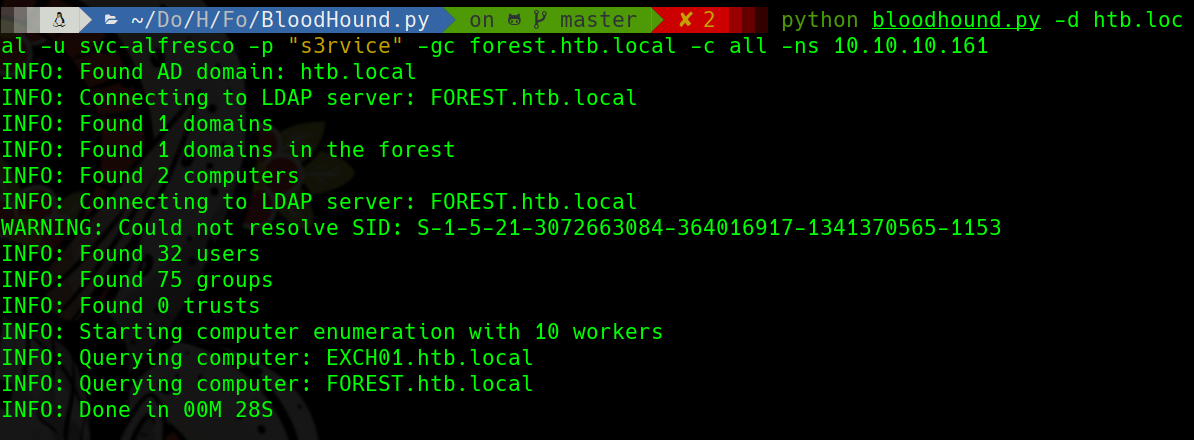 ~/Do/H/Fo/BloodHound.py on master ✘ 2 python bloodhound.py -d htb.loc
al -u svc-alfresco -p "s3rvice" -gc forest.htb.local -c all -ns 10.10.10.161
INFO: Found AD domain: htb.local
INFO: Connecting to LDAP server: FOREST.htb.local
INFO: Found 1 domains
INFO: Found 1 domains in the forest
INFO: Found 2 computers
INFO: Connecting to LDAP server: FOREST.htb.local
WARNING: Could not resolve SID: S-1-5-21-3072663084-364016917-1341370565-1153
INFO: Found 32 users
INFO: Found 75 groups
INFO: Found 0 trusts
INFO: Starting computer enumeration with 10 workers
INFO: Querying computer: EXCH01.htb.local
INFO: Querying computer: FOREST.htb.local
INFO: Done in 00M 28S